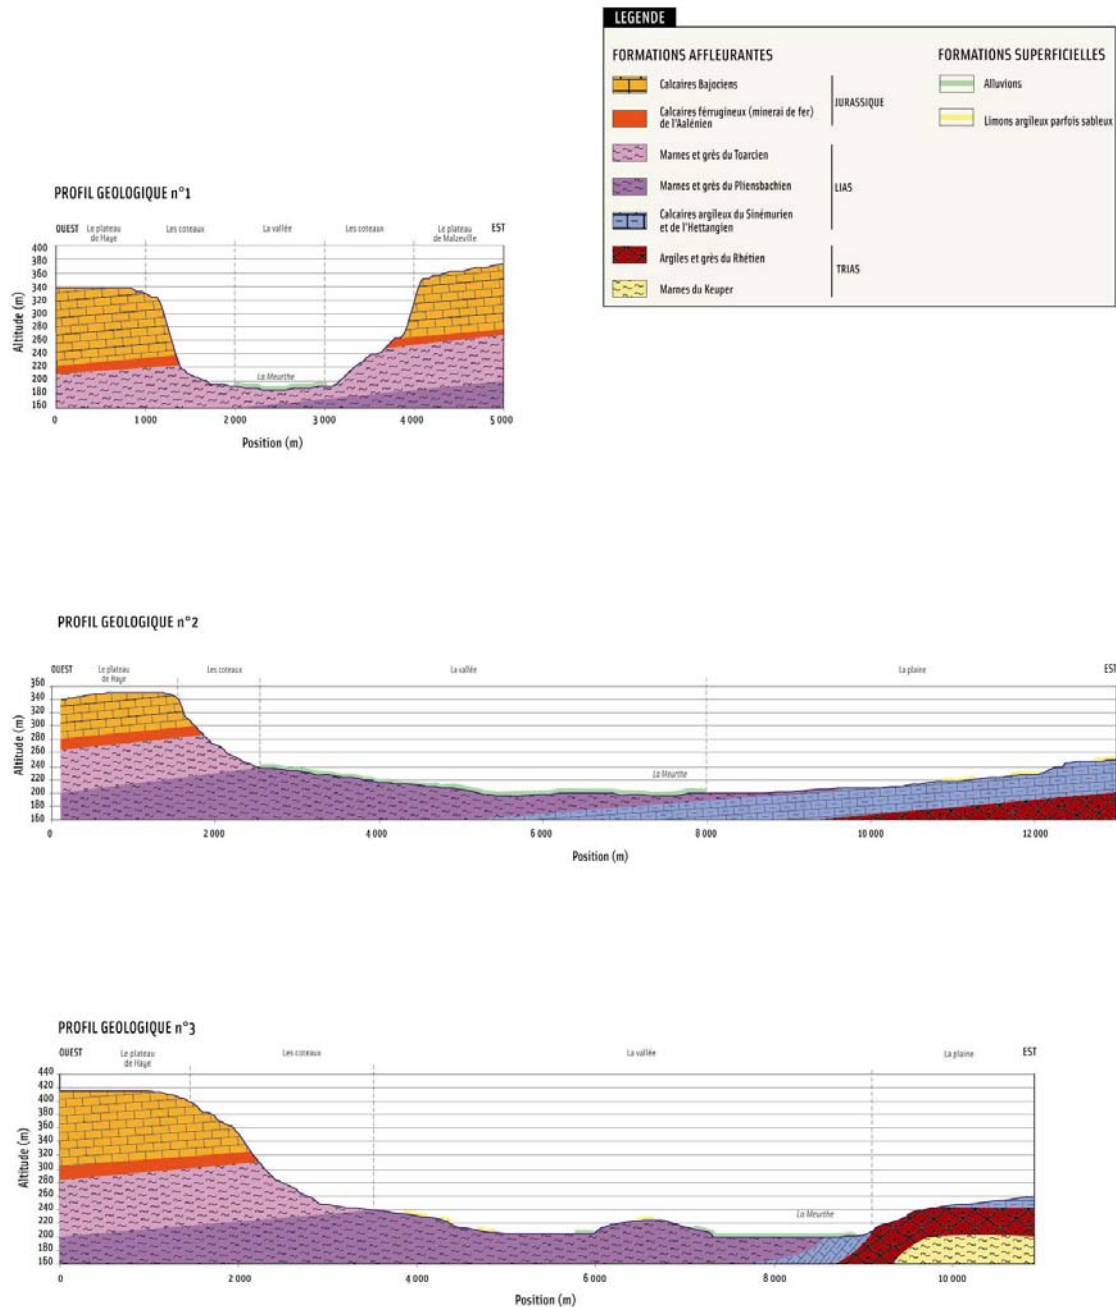 LEGENDE
FORMATIONS AFFLEURANTES
Calcaires Bajociens
Calcaires férrugineux (minerai de fer)
de l'Aalénien
JURASSIQUE
Marnes et grès du Toarcien
Marnes et grès du Pliensbachien
Calcaires argileux du Sinémurien
et de l'Hettangien
LIAS
Argiles et grès du Rhétien
Marnes du Keuper
TRIAS
FORMATIONS SUPERFICIELLES
Alluvions
Limons argileux parfois sableux
PROFIL GEOLOGIQUE n°1
OUEST Le plateau de Haye Les coteaux La vallée Les coteaux Le plateau de Malzeville EST
Altitude (m)
400
380
360
340
320
300
280
260
240
220
200
180
160
La Meurthe
0 1 000 2 000 3 000 4 000 5 000
Position (m)
PROFIL GEOLOGIQUE n°2
OUEST Le plateau de Haye Les coteaux La vallée La plaine EST
Altitude (m)
360
340
320
300
280
260
240
220
200
180
160
La Meurthe
0 2 000 4 000 6 000 8 000 10 000 12 000
Position (m)
PROFIL GEOLOGIQUE n°3
OUEST Le plateau de Haye Les coteaux La vallée La plaine EST
Altitude (m)
440
420
400
380
360
340
320
300
280
260
240
220
200
180
160
La Meurthe
0 2 000 4 000 6 000 8 000 10 000
Position (m)